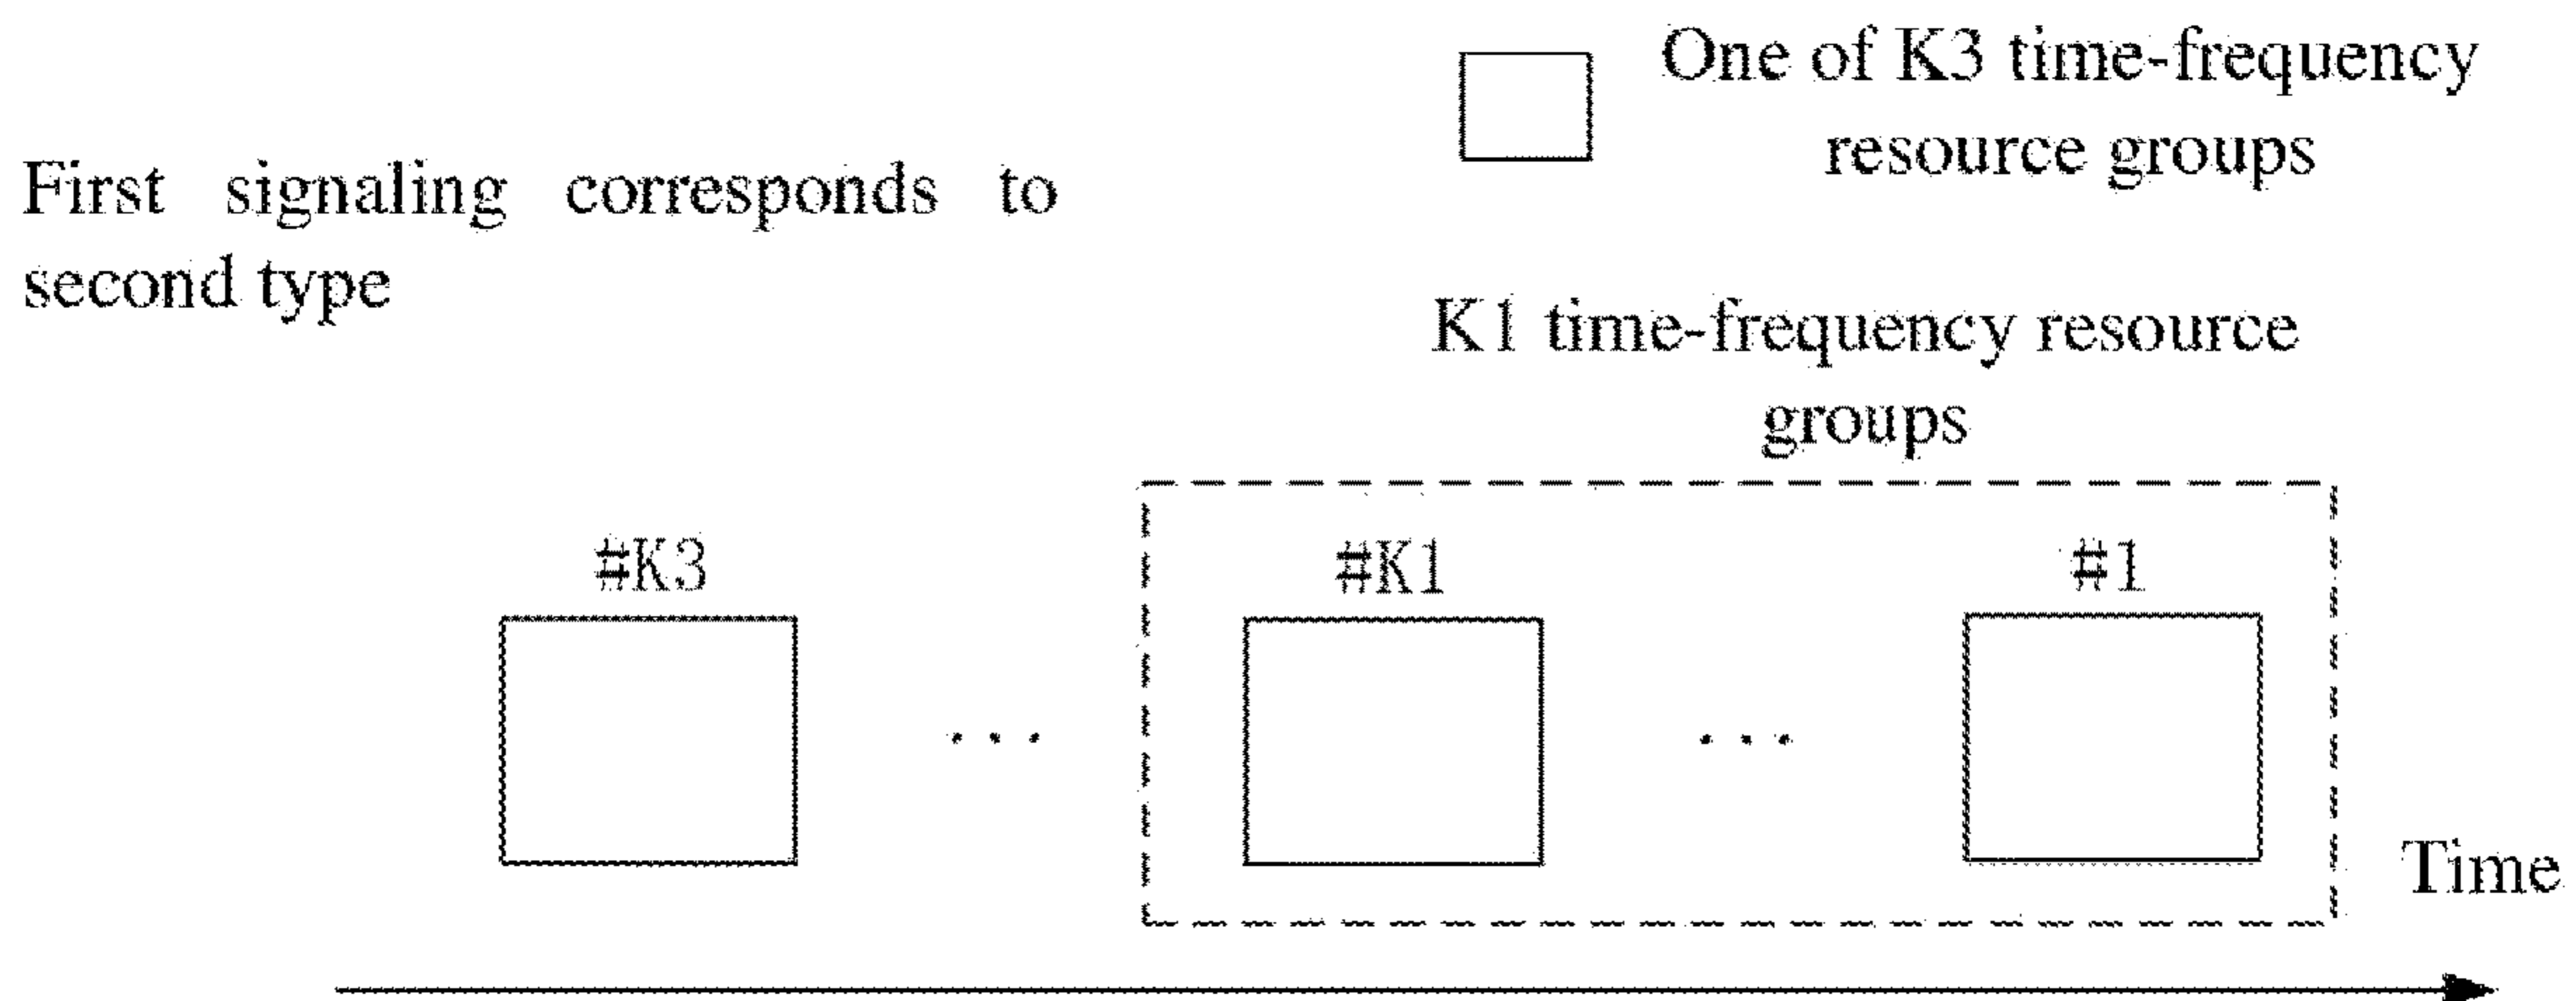 One of K3 time-frequency
resource groups
First signaling corresponds to
second type
K1 time-frequency resource
groups
#K3
#K1
#1
...
...
Time